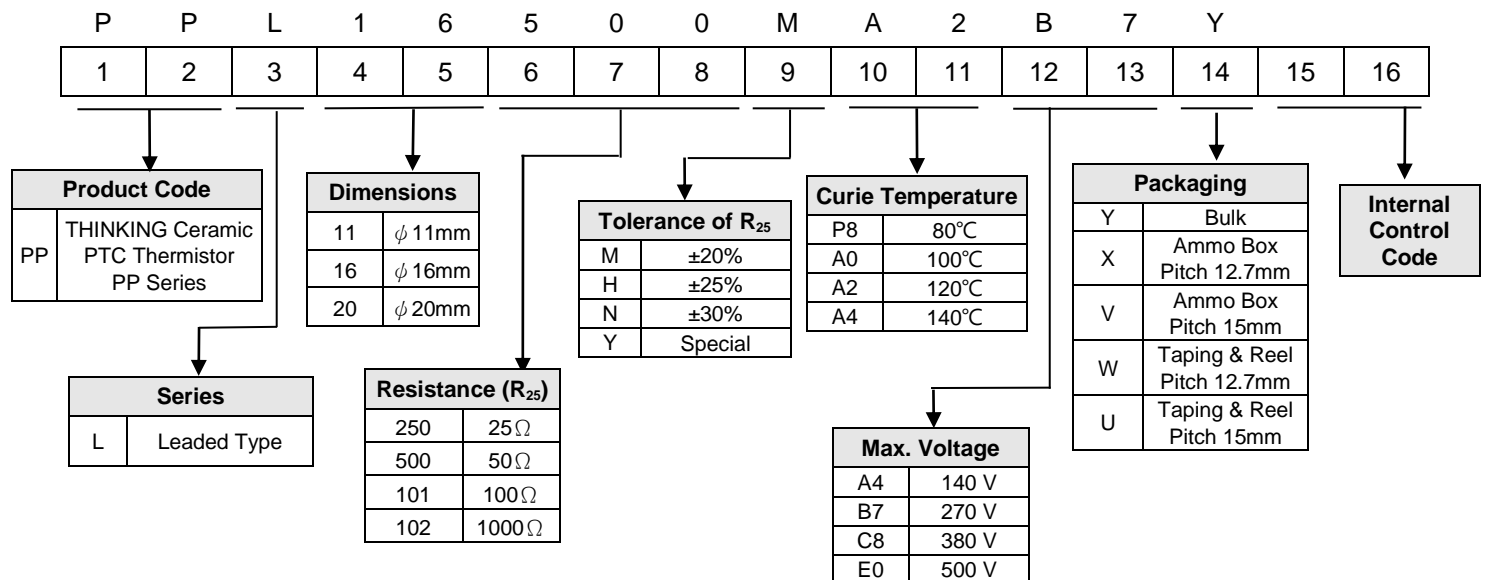 P P L 1 6 5 0 0 M A 2 B 7 Y
1 2 3 4 5 6 7 8 9 10 11 12 13 14 15 16
Product Code
PP THINKING Ceramic
PTC Thermistor
PP Series
Series
L Leaded Type
Dimensions
11 ϕ 11mm
16 ϕ 16mm
20 ϕ 20mm
Resistance (R25)
250 25Ω
500 50Ω
101 100Ω
102 1000Ω
Tolerance of R25
M ±20%
H ±25%
N ±30%
Y Special
Curie Temperature
P8 80℃
A0 100℃
A2 120℃
A4 140℃
Max. Voltage
A4 140 V
B7 270 V
C8 380 V
E0 500 V
Packaging
Y Bulk
X Ammo Box
Pitch 12.7mm
V Ammo Box
Pitch 15mm
W Taping & Reel
Pitch 12.7mm
U Taping & Reel
Pitch 15mm
Internal
Control
Code